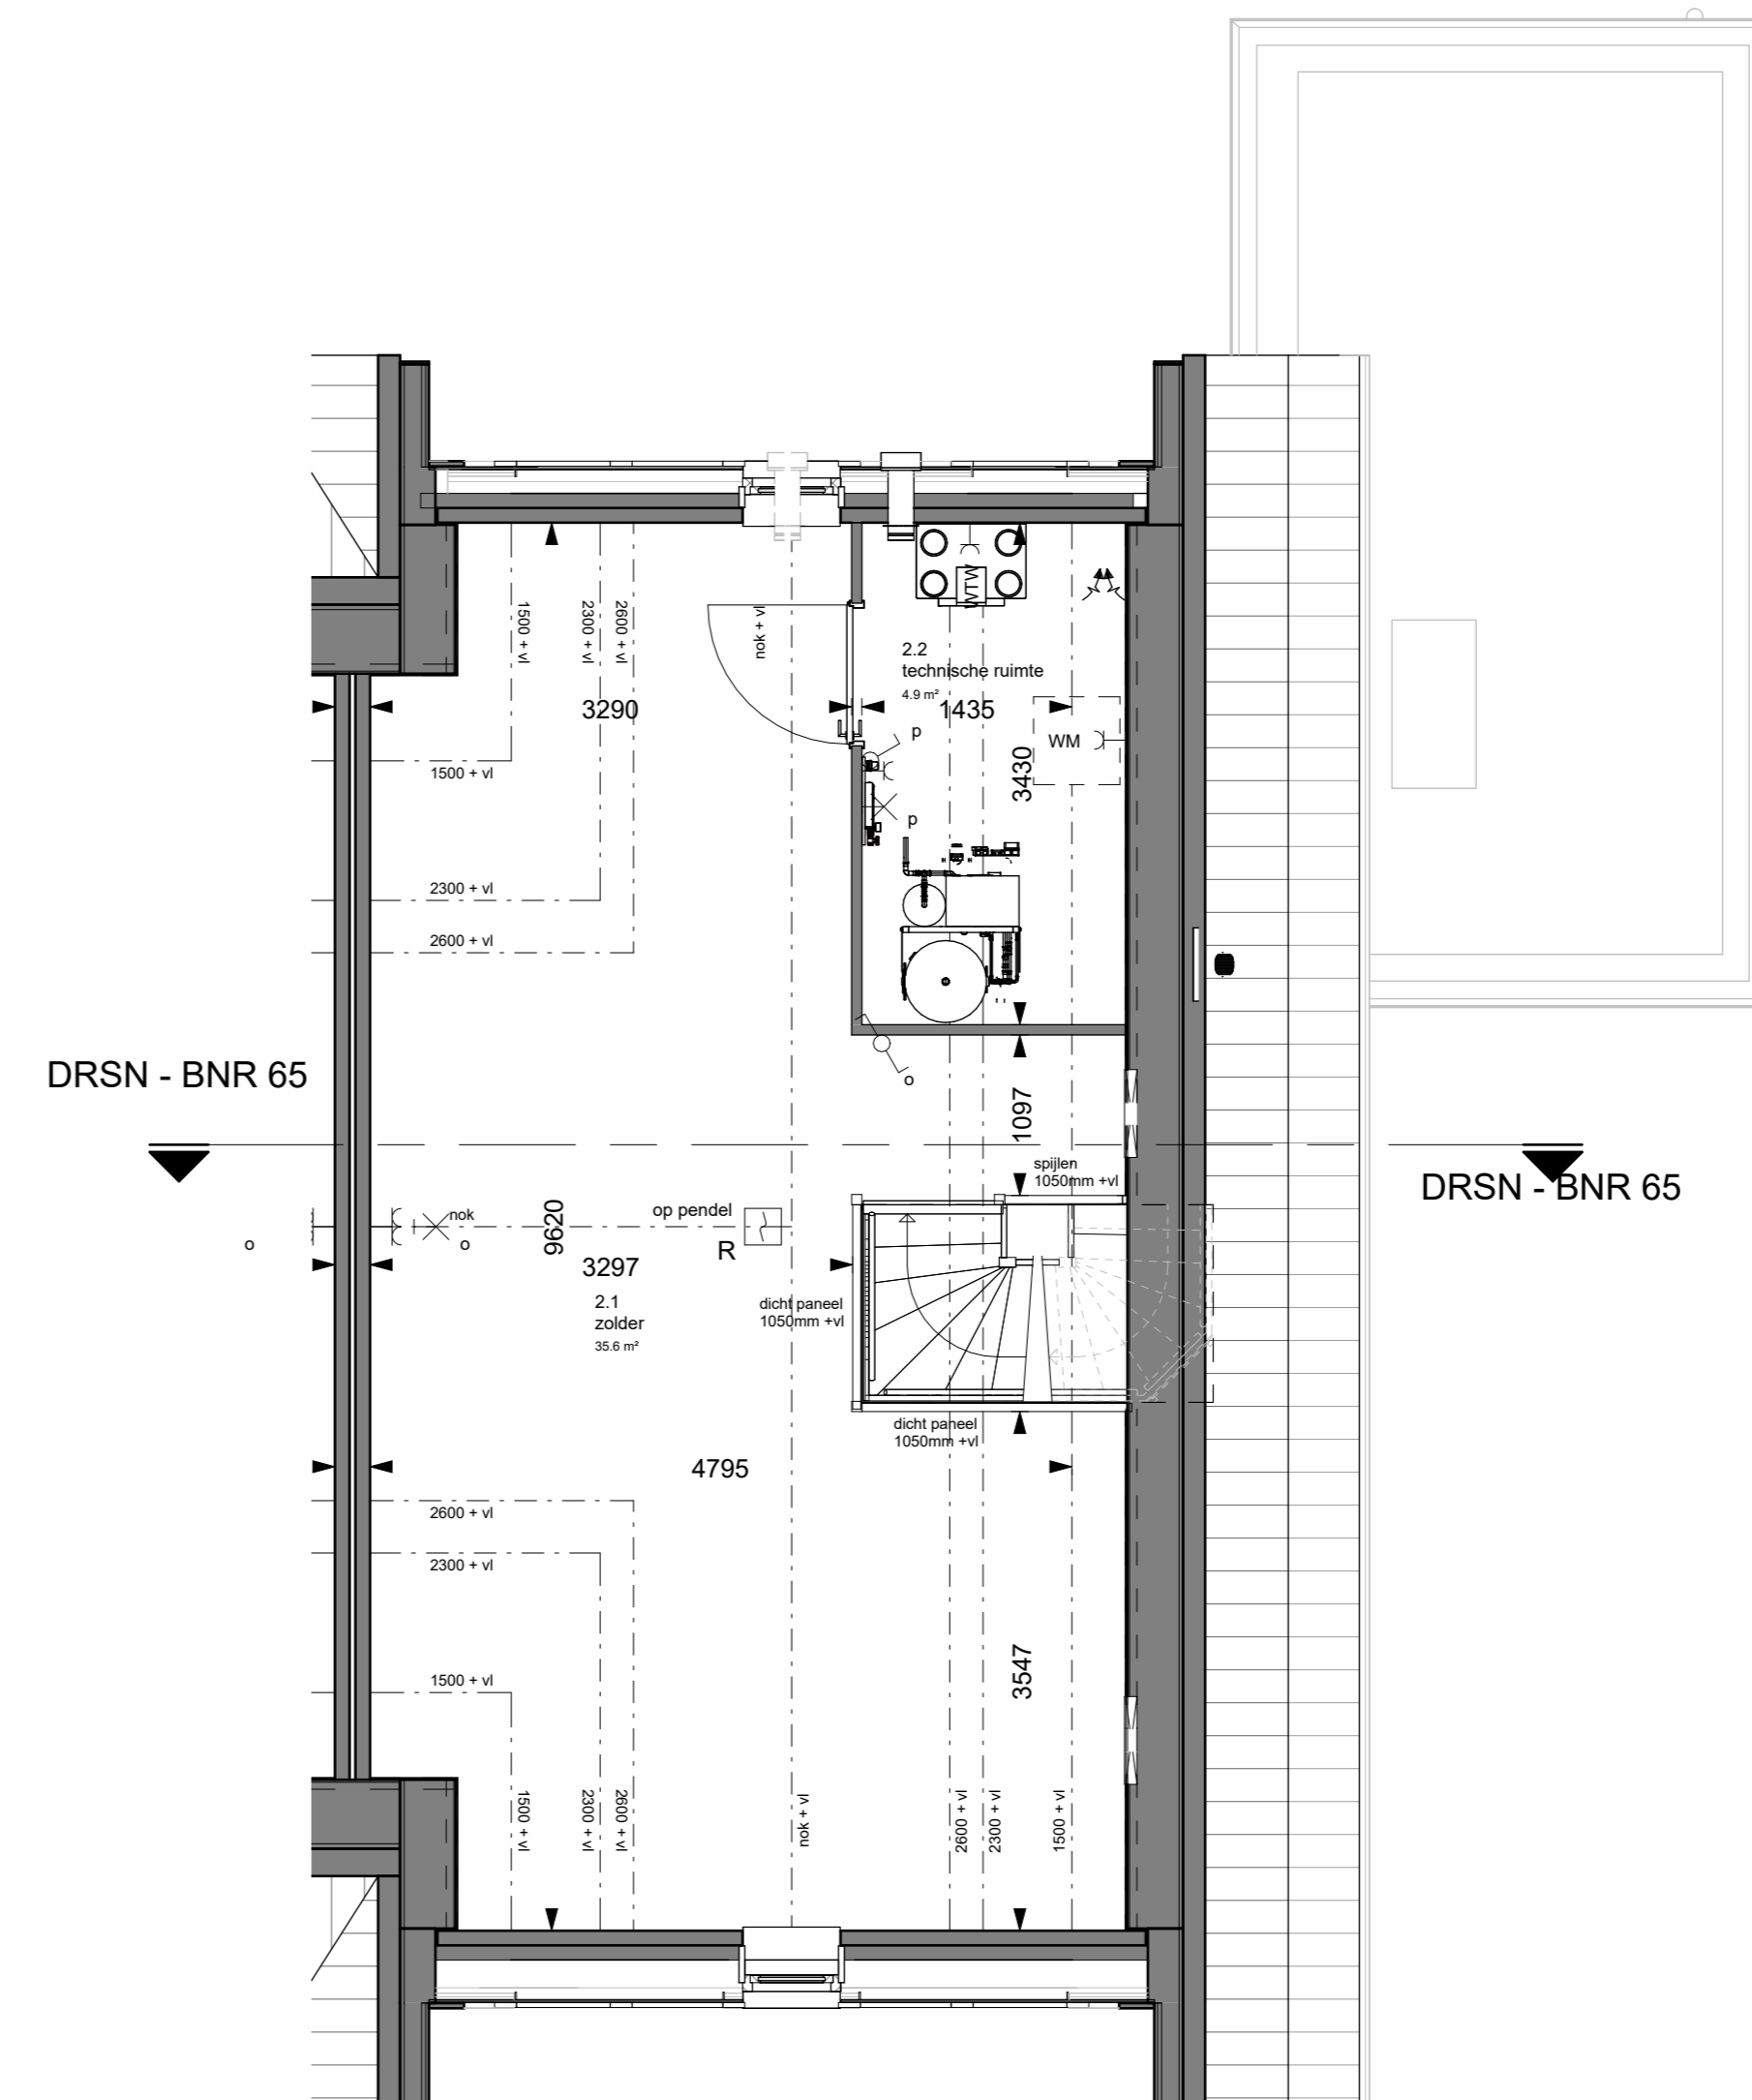 1500 + vl
2300 + vl
2600 + vl
nok + vl
WTW
2.2
technische ruimte
4.9 m²
3290
1435
p
WM
3430
1500 + vl
p
2300 + vl
2600 + vl
DRSN - BNR 65
o
1097
spijlen
1050mm +vl
DRSN - BNR 65
op pendel
nok
o
o
9620
R
3297
2.1
zolder
35.6 m²
dicht paneel
1050mm +vl
dicht paneel
1050mm +vl
4795
2600 + vl
2300 + vl
3547
1500 + vl
1500 + vl
2300 + vl
2600 + vl
nok + vl
2600 + vl
2300 + vl
1500 + vl